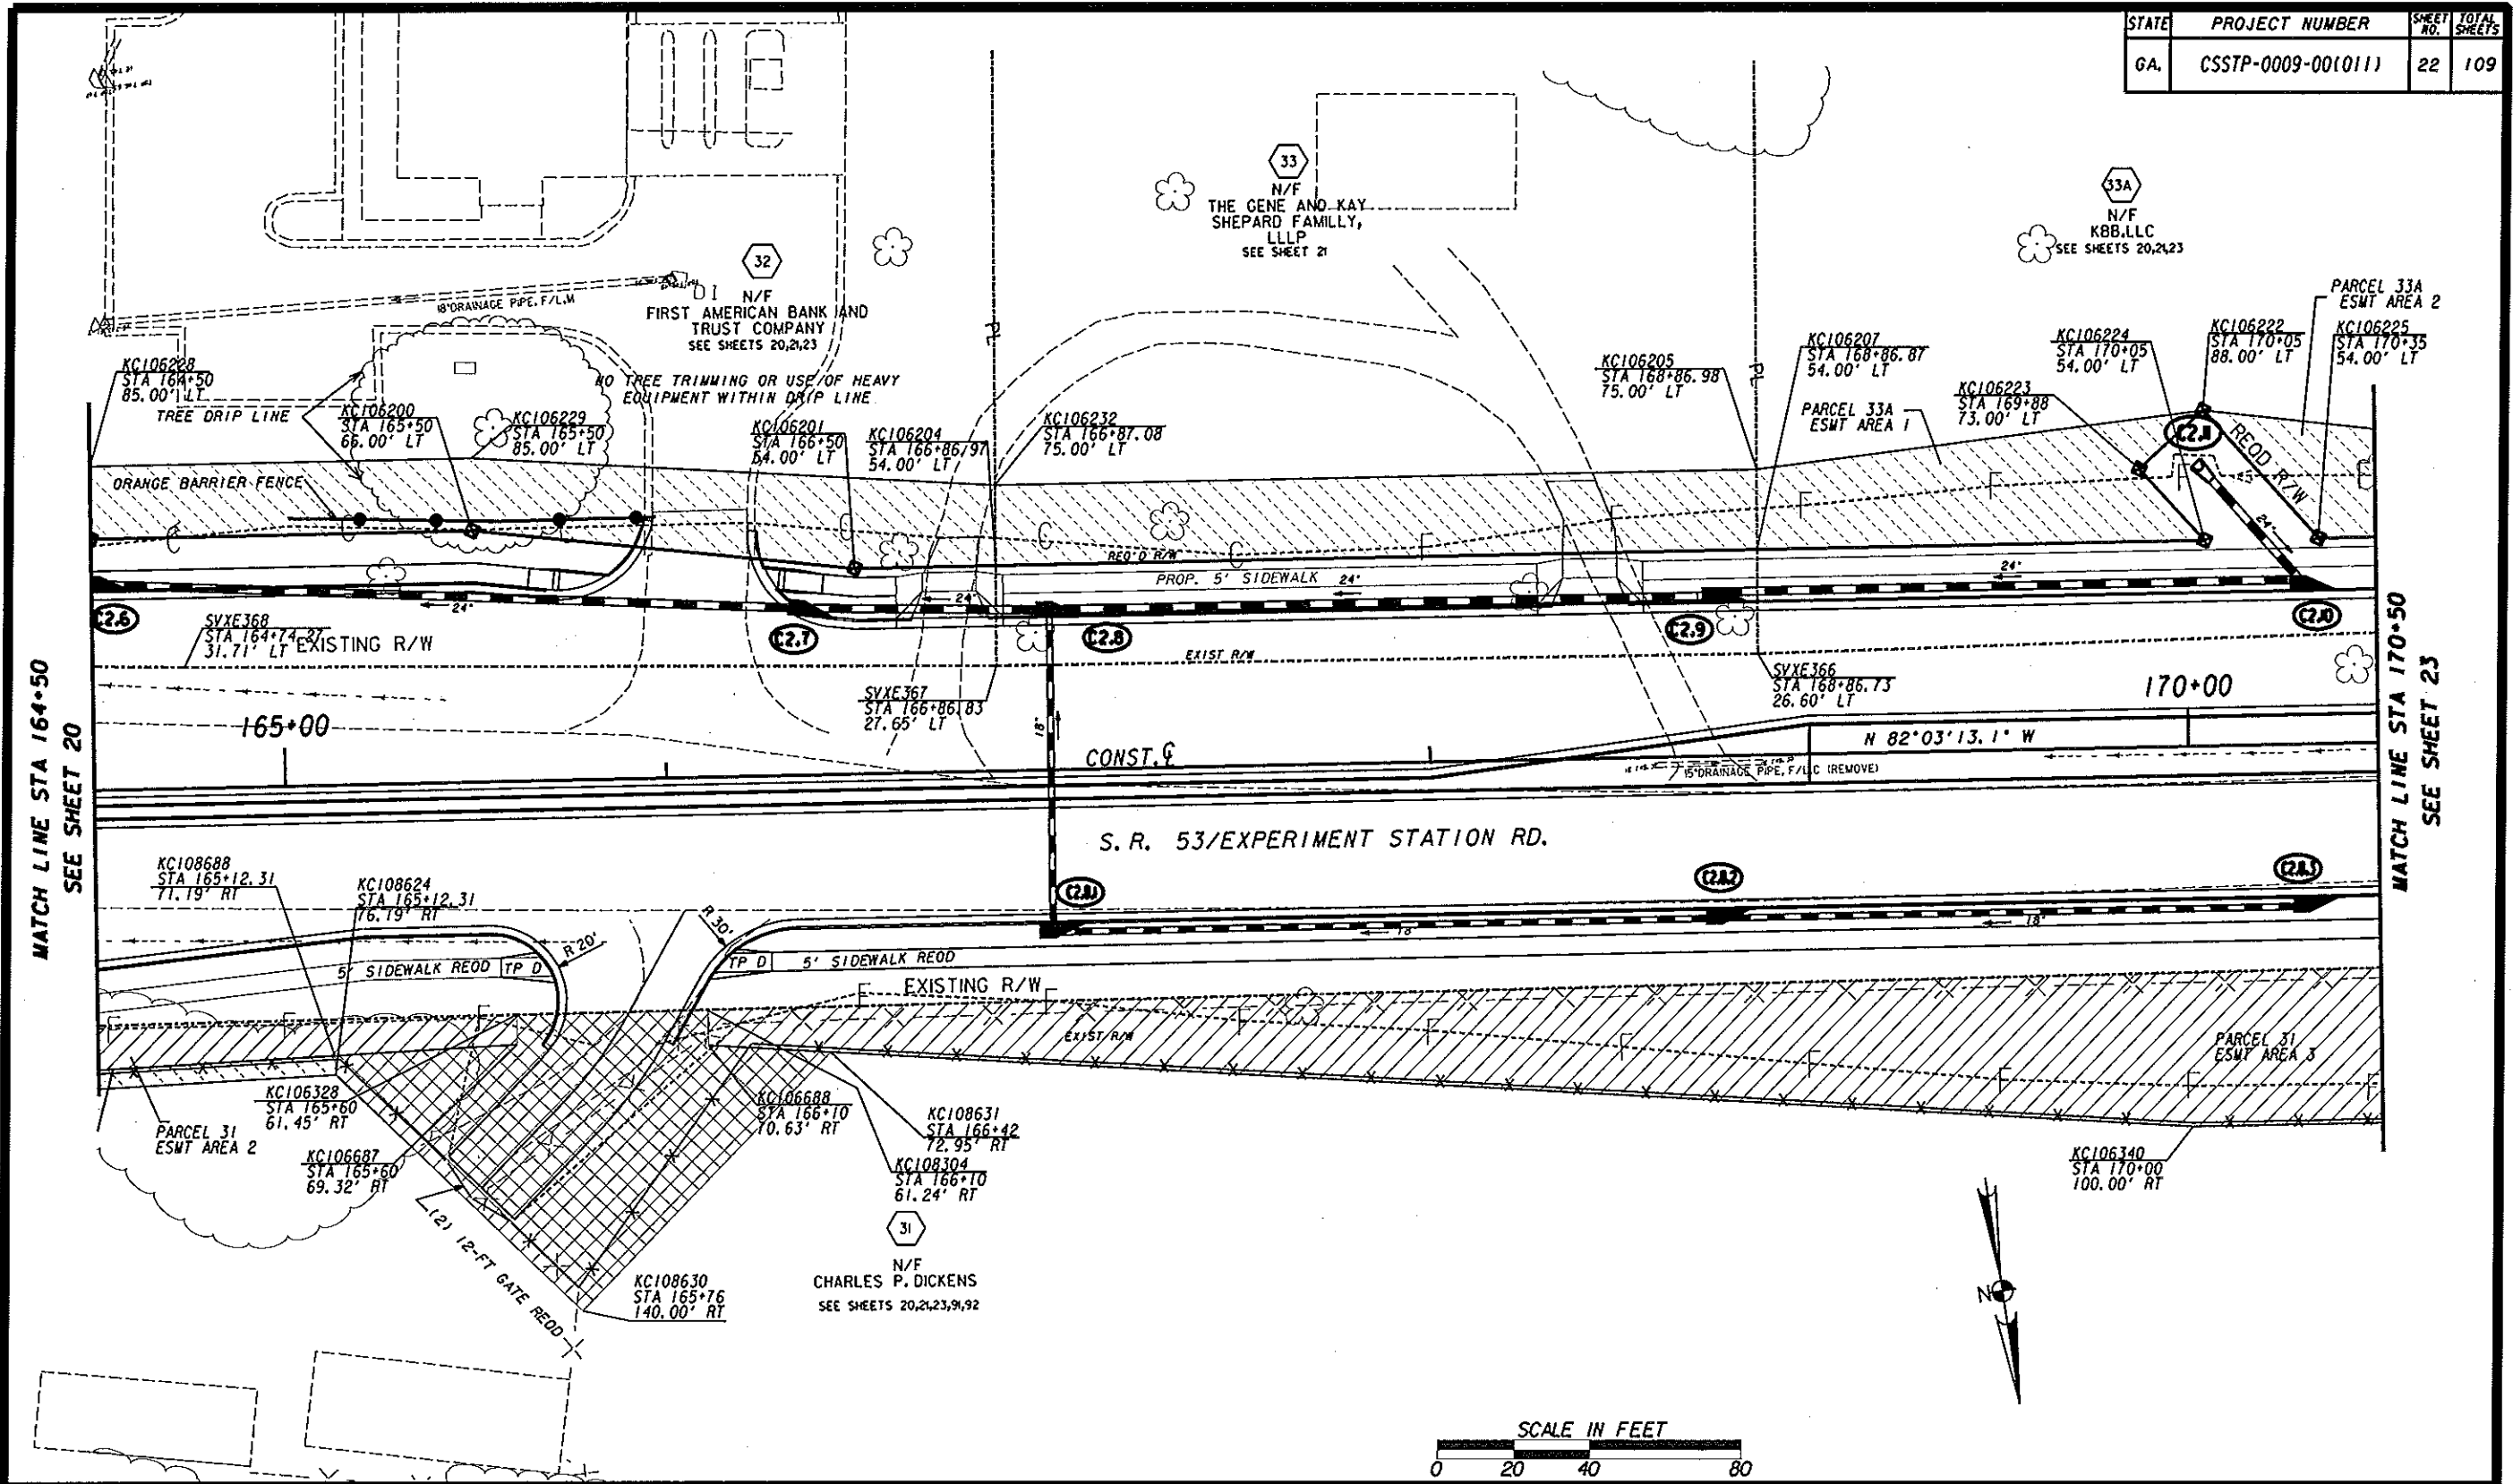 STATE PROJECT NUMBER SHEET NO. TOTAL SHEETS
GA. CSSTP-0009-00(011) 22 109
33
N/F
THE GENE AND KAY
SHEPARD FAMILLY,
LLLP
SEE SHEET 21
33A
N/F
KBB,LLC
SEE SHEETS 20,21,23
32
N/F
FIRST AMERICAN BANK AND
TRUST COMPANY
SEE SHEETS 20,21,23
18"DRAINAGE PIPE, F/L,M
D I
PARCEL 33A
ESMT AREA 2
KC106228
STA 164+50
85.00' LT
TREE DRIP LINE
NO TREE TRIMMING OR USE OF HEAVY
EQUIPMENT WITHIN DRIP LINE
KC106200
STA 165+50
66.00' LT
KC106229
STA 165+50
85.00' LT
KC106201
STA 166+50
64.00' LT
KC106204
STA 166+86.97
54.00' LT
KC106232
STA 166+87.08
75.00' LT
KC106205
STA 168+86.98
75.00' LT
KC106207
STA 168+86.87
54.00' LT
PARCEL 33A
ESMT AREA 1
KC106223
STA 169+88
73.00' LT
KC106224
STA 170+05
54.00' LT
KC106222
STA 170+05
88.00' LT
KC106225
STA 170+35
54.00' LT
PL
PL
ORANGE BARRIER FENCE
C2.11
REQD R/W
24"
REQ'D R/W
PROP. 5' SIDEWALK
24"
24"
24"
24"
C2.6
C2.7
C2.8
C2.9
C2.10
SVXE368
STA 164+74.27
31.71' LT
EXISTING R/W
EXIST R/W
SVXE367
STA 166+86.83
27.65' LT
SVXE366
STA 168+86.73
26.60' LT
165+00
170+00
18"
CONST. ℄
N 82°03'13.1" W
15"DRAINAGE PIPE, F/L,C (REMOVE)
MATCH LINE STA 164+50
SEE SHEET 20
MATCH LINE STA 170+50
SEE SHEET 23
S. R. 53/EXPERIMENT STATION RD.
KC108688
STA 165+12.31
71.19' RT
KC108624
STA 165+12.31
76.19' RT
C2.8.1
C2.8.2
C2.8.3
R 20'
R 30'
18"
18"
5' SIDEWALK REQD
TP D
TP D
5' SIDEWALK REQD
EXISTING R/W
EXIST R/W
PARCEL 31
ESMT AREA 3
KC106328
STA 165+60
61.45' RT
PARCEL 31
ESMT AREA 2
KC106687
STA 165+60
69.32' RT
KC106688
STA 166+10
70.63' RT
KC108631
STA 166+42
72.95' RT
KC108304
STA 166+10
61.24' RT
KC106340
STA 170+00
100.00' RT
(2) 12-FT GATE REQD
31
N/F
CHARLES P. DICKENS
SEE SHEETS 20,21,23,91,92
KC108630
STA 165+76
140.00' RT
N
SCALE IN FEET
0 20 40 80